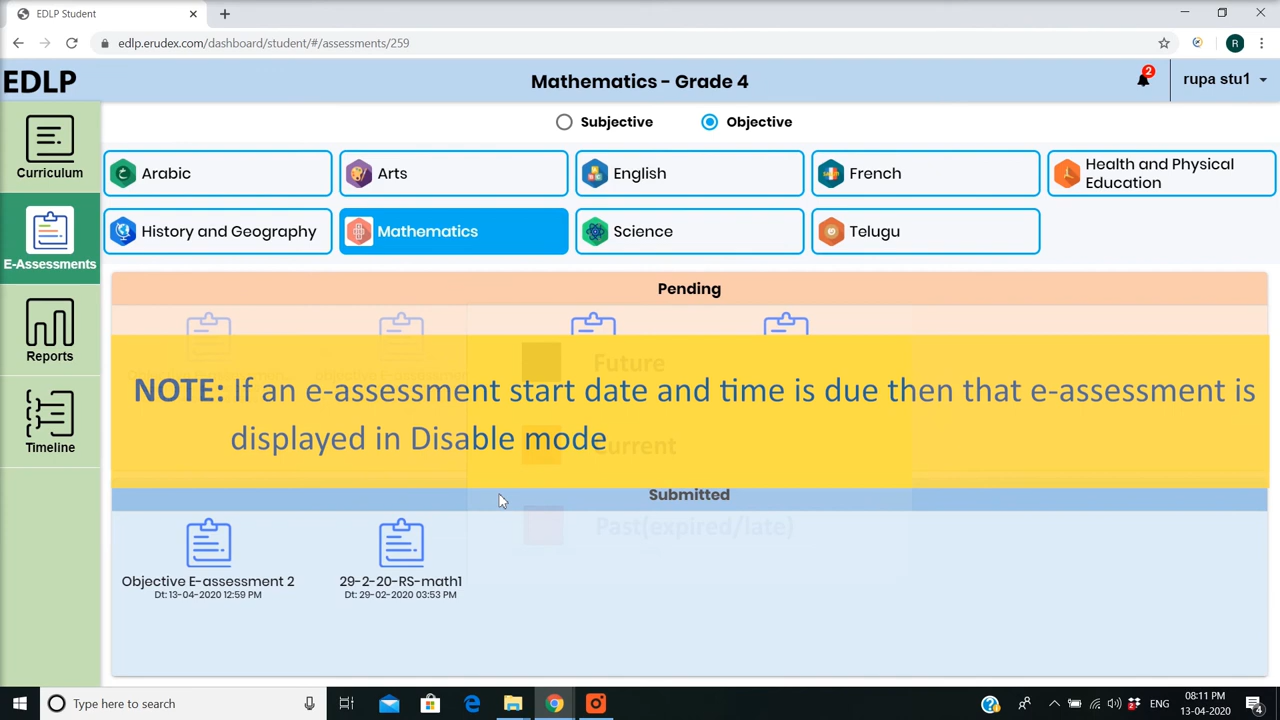 EDLP Student
edlp.erudex.com/dashboard/student/#/assessments/259
R
EDLP
Mathematics - Grade 4
2
rupa stu1
Subjective
Objective
Curriculum
E-Assessments
Reports
Timeline
Arabic
Arts
English
French
Health and Physical
Education
History and Geography
Mathematics
Science
Telugu
Pending
Future
NOTE: If an e-assessment start date and time is due then that e-assessment is
displayed in Disable mode
Current
Submitted
Past(expired/late)
Objective E-assessment 2
Dt: 13-04-2020 12:59 PM
29-2-20-RS-math1
Dt: 29-02-2020 03:53 PM
Type here to search
ENG
08:11 PM
13-04-2020
4